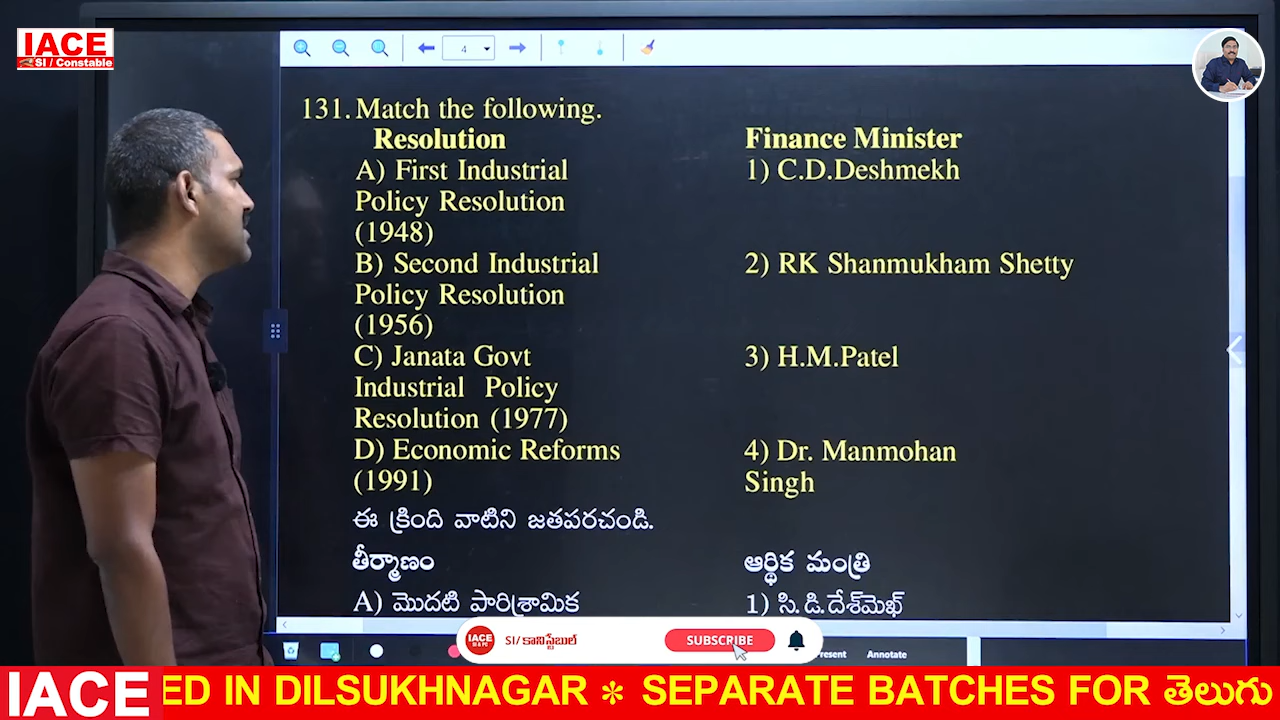 IACE
SI / Constable
4
131. Match the following.
Resolution Finance Minister
A) First Industrial 1) C.D.Deshmekh
Policy Resolution
(1948)
B) Second Industrial 2) RK Shanmukham Shetty
Policy Resolution
(1956)
C) Janata Govt 3) H.M.Patel
Industrial Policy
Resolution (1977)
D) Economic Reforms 4) Dr. Manmohan
(1991) Singh
ఈ క్రింది వాటిని జతపరచండి.
తీర్మాణం ఆర్థిక మంత్రి
A) మొదటి పారిశ్రామిక 1) సి.డి.దేశ్‌మెఖ్
IACE SI/ కానిస్టేబుల్ SUBSCRIBE
Annotate
IACE ED IN DILSUKHNAGAR * SEPARATE BATCHES FOR తెలుగు